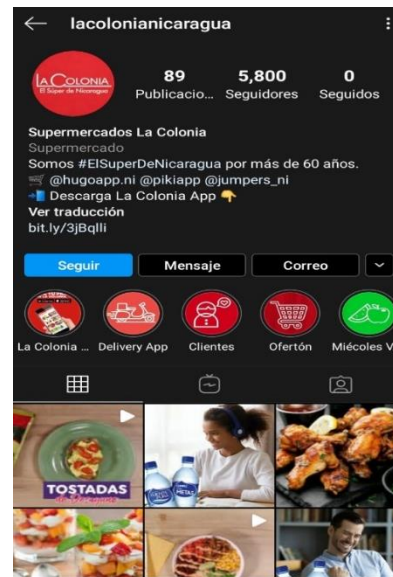 lacolonianicaragua
LA COLONIA
El Súper de Nicaragua
89 5,800 0
Publicacio... Seguidores Seguidos
Supermercados La Colonia
Supermercado
Somos #ElSuperDeNicaragua por más de 60 años.
@hugoapp.ni @pikiapp @jumpers_ni
Descarga La Colonia App
Ver traducción
bit.ly/3jBqlli
Seguir Mensaje Correo
La Colonia ... Delivery App Clientes Ofertón Miécoles V
TOSTADAS